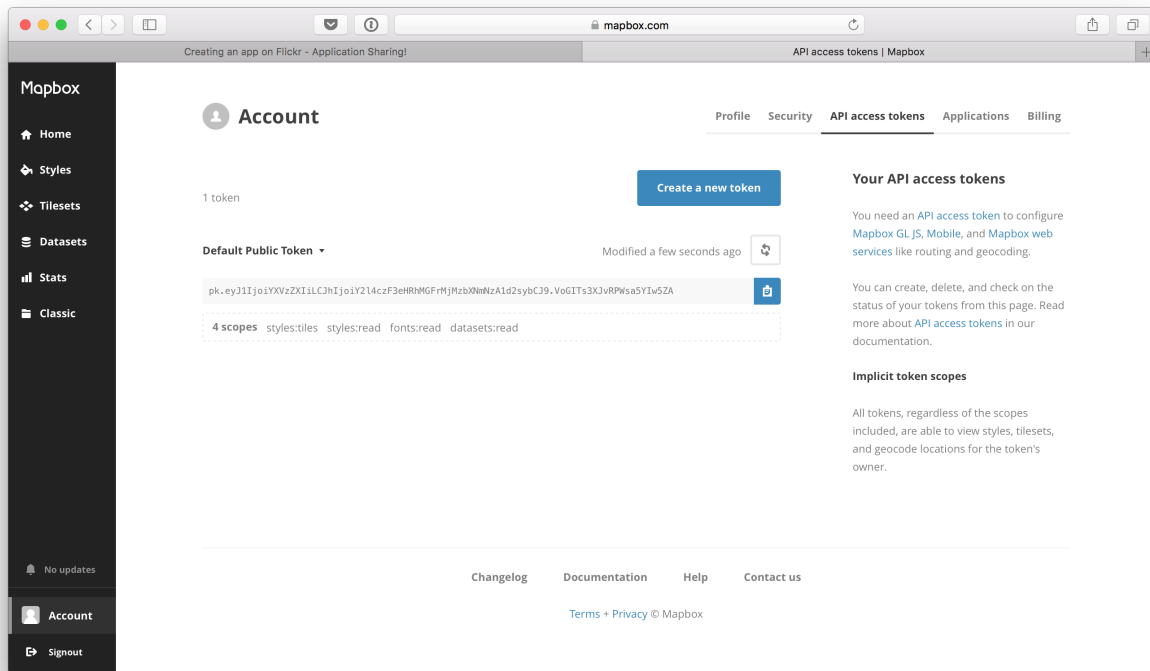 mapbox.com
Creating an app on Flickr - Application Sharing!
API access tokens | Mapbox
Mapbox
Home
Styles
Tilesets
Datasets
Stats
Classic
No updates
Account
Signout
Account
Profile Security API access tokens Applications Billing
1 token
Create a new token
Default Public Token
Modified a few seconds ago
pk.eyJ1IjoiYXVzZXIiLCJhIjoiY2l4czF3eHRhMGFrMjMzbXNmNzA1d2sybCJ9.VoGITs3XJvRPWsa5YIw5ZA
4 scopes styles:tiles styles:read fonts:read datasets:read
Your API access tokens
You need an API access token to configure
Mapbox GL JS, Mobile, and Mapbox web
services like routing and geocoding.
You can create, delete, and check on the
status of your tokens from this page. Read
more about API access tokens in our
documentation.
Implicit token scopes
All tokens, regardless of the scopes
included, are able to view styles, tilesets,
and geocode locations for the token's
owner.
Changelog Documentation Help Contact us
Terms + Privacy © Mapbox